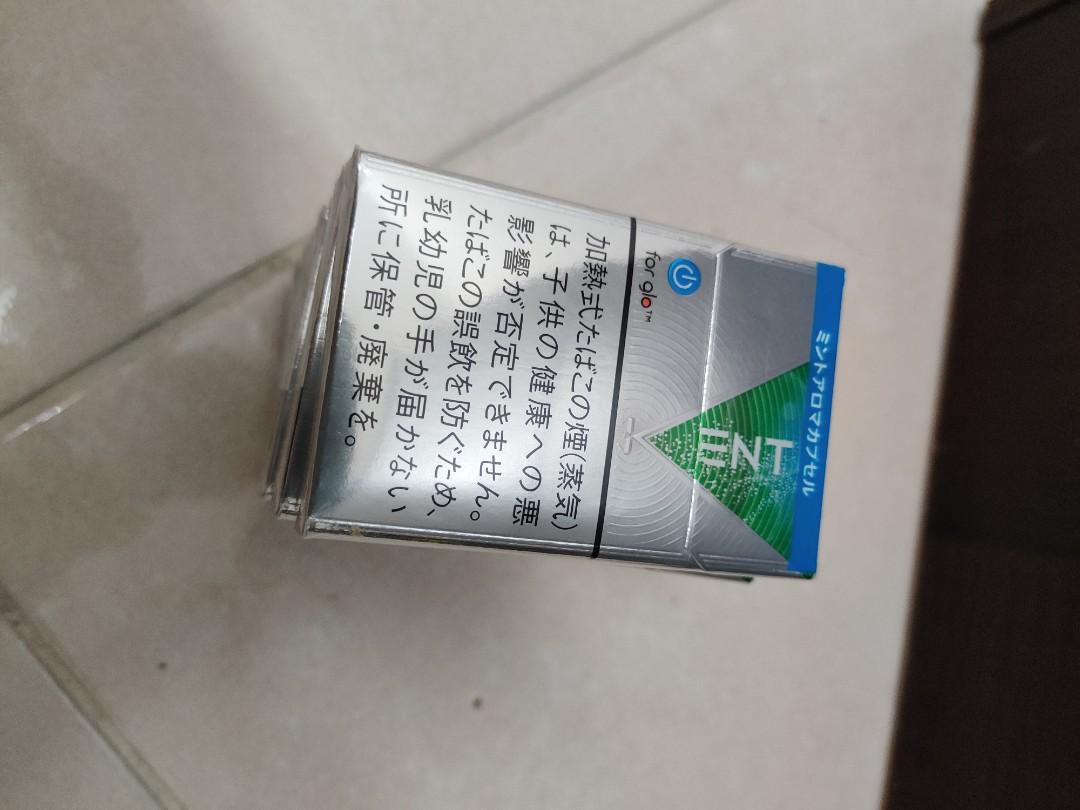 ミントアロマカプセル
for glo™
加熱式たばこの煙(蒸気)
は、子供の健康への悪
影響が否定できません。
たばこの誤飲を防ぐため、
乳幼児の手が届かない
所に保管・廃棄を。